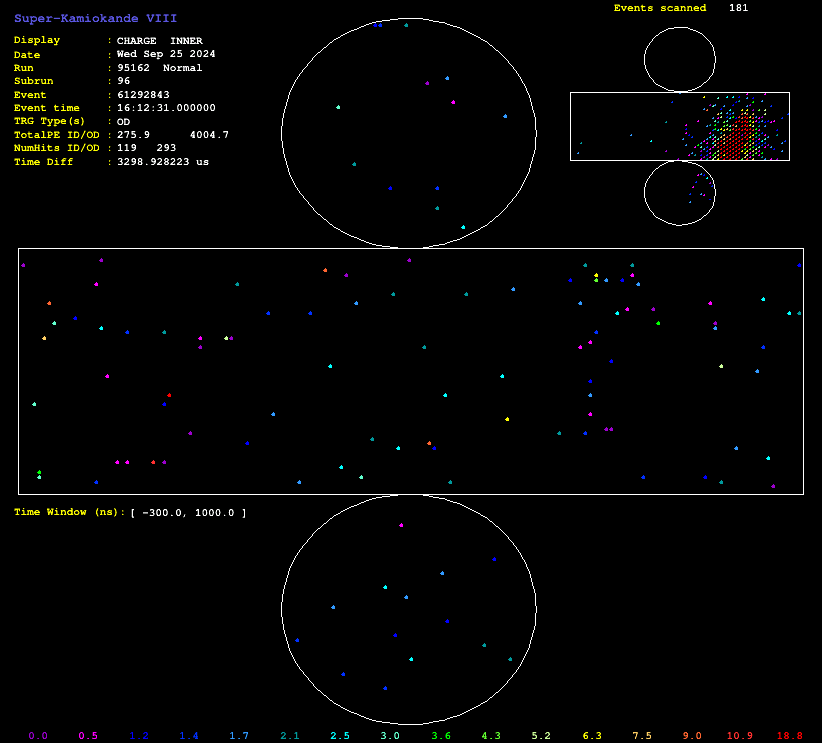 Super-Kamiokande VIII
Events scanned 181
Display : CHARGE INNER
Date : Wed Sep 25 2024
Run : 95162 Normal
Subrun : 96
Event : 61292843
Event time : 16:12:31.000000
TRG Type(s) : OD
TotalPE ID/OD : 275.9 4004.7
NumHits ID/OD : 119 293
Time Diff : 3298.928223 us
Time Window (ns): [ -300.0, 1000.0 ]
0.0 0.5 1.2 1.4 1.7 2.1 2.5 3.0 3.6 4.3 5.2 6.3 7.5 9.0 10.9 18.8